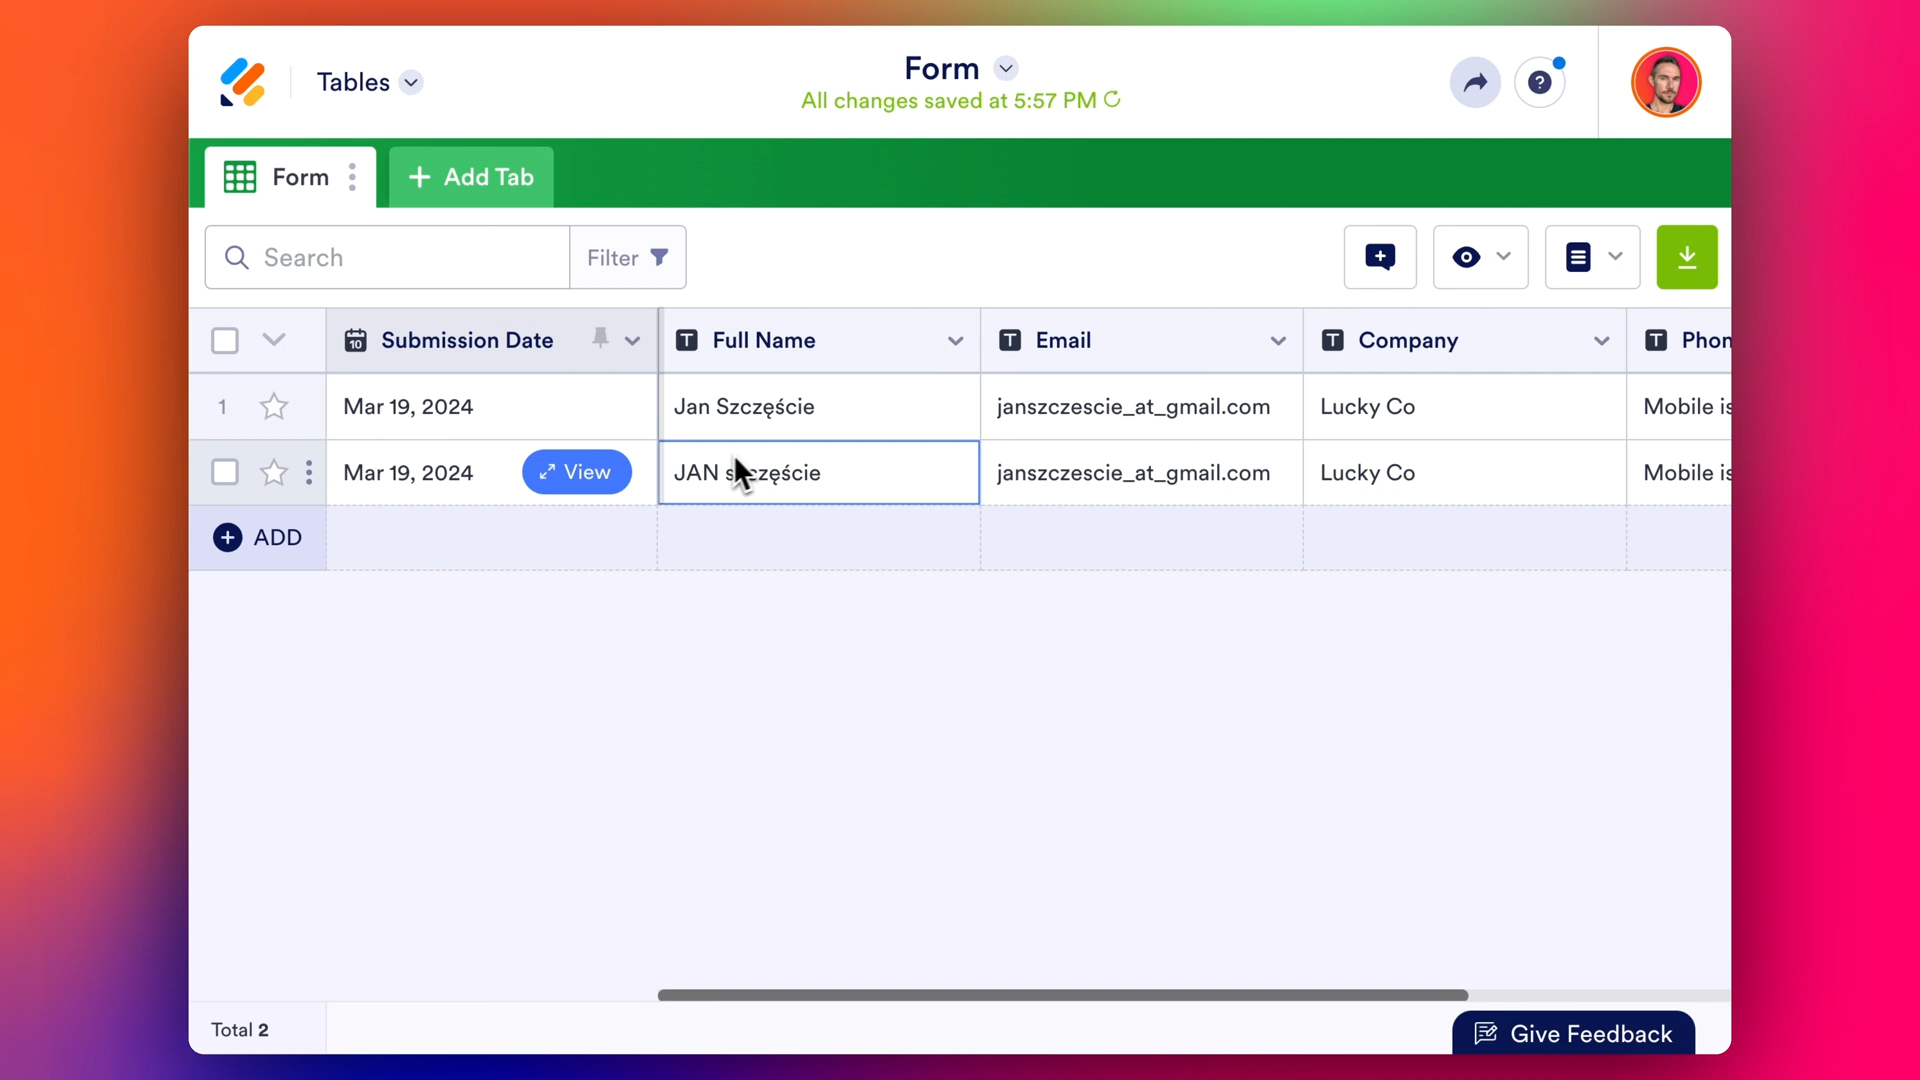 Tables
Form
All changes saved at 5:57 PM
Form
+ Add Tab
Search
Filter
10 Submission Date
T Full Name
T Email
T Company
T Phon
1 Mar 19, 2024 Jan Szczęście janszczescie_at_gmail.com Lucky Co Mobile is
Mar 19, 2024 View JAN szczęście janszczescie_at_gmail.com Lucky Co Mobile is
+ ADD
Total 2
Give Feedback